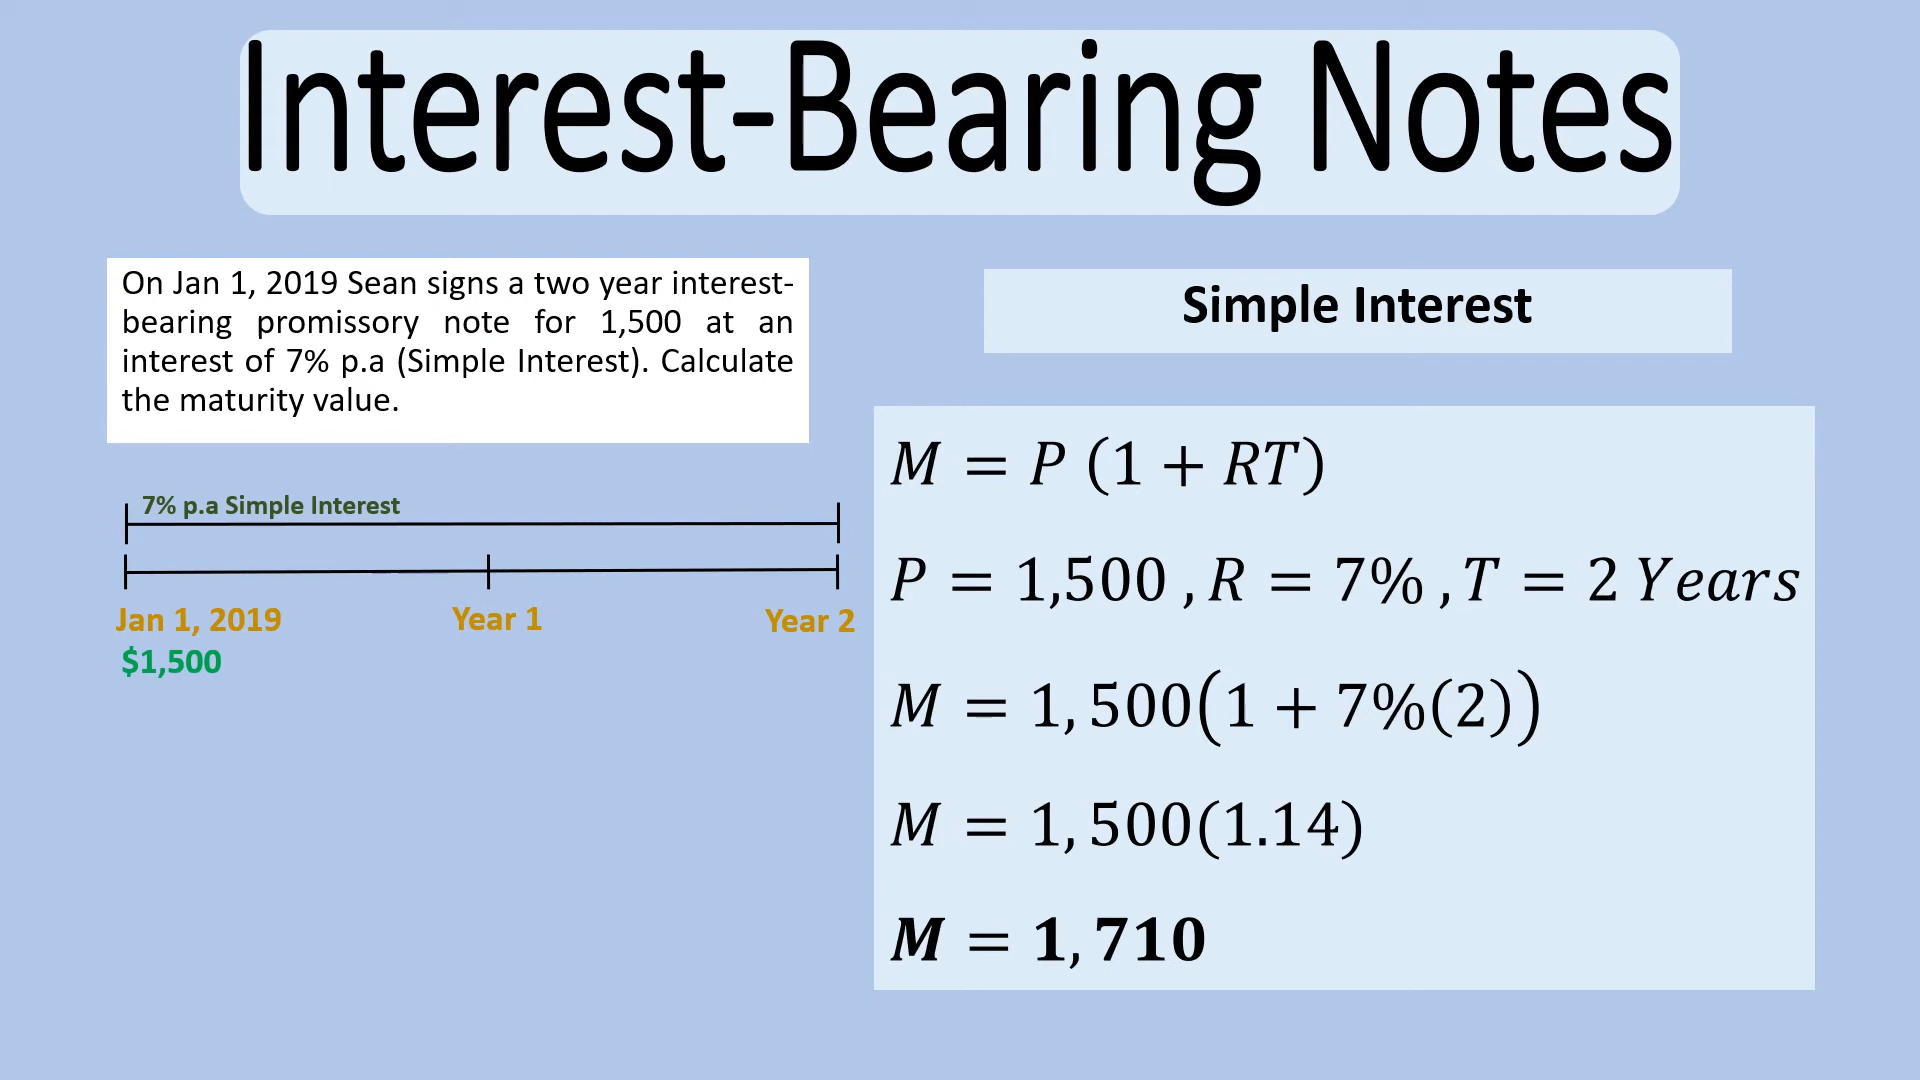 Interest-Bearing Notes
On Jan 1, 2019 Sean signs a two year interest-
bearing promissory note for 1,500 at an
interest of 7% p.a (Simple Interest). Calculate
the maturity value.
7% p.a Simple Interest
Jan 1, 2019 Year 1 Year 2
$1,500
Simple Interest
M = P (1 + RT)
P = 1,500 , R = 7% , T = 2 Years
M = 1, 500(1 + 7%(2))
M = 1, 500(1.14)
M = 1, 710